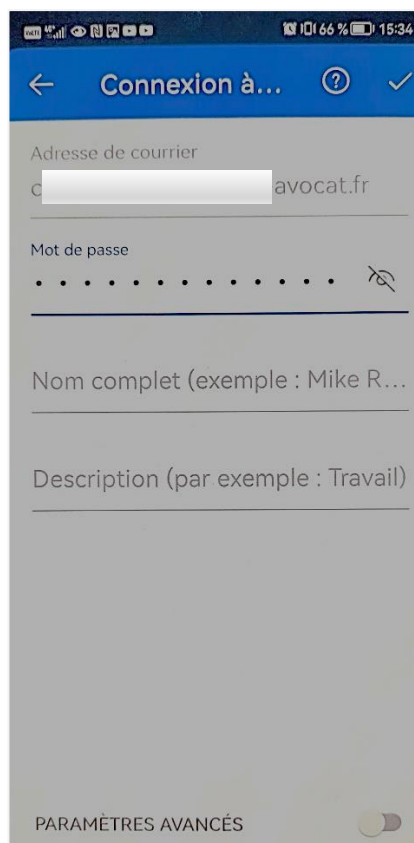 66 % 15:34
Connexion à...
Adresse de courrier
c avocat.fr
Mot de passe
• • • • • • • • • • • • •
Nom complet (exemple : Mike R...
Description (par exemple : Travail)
PARAMÈTRES AVANCÉS